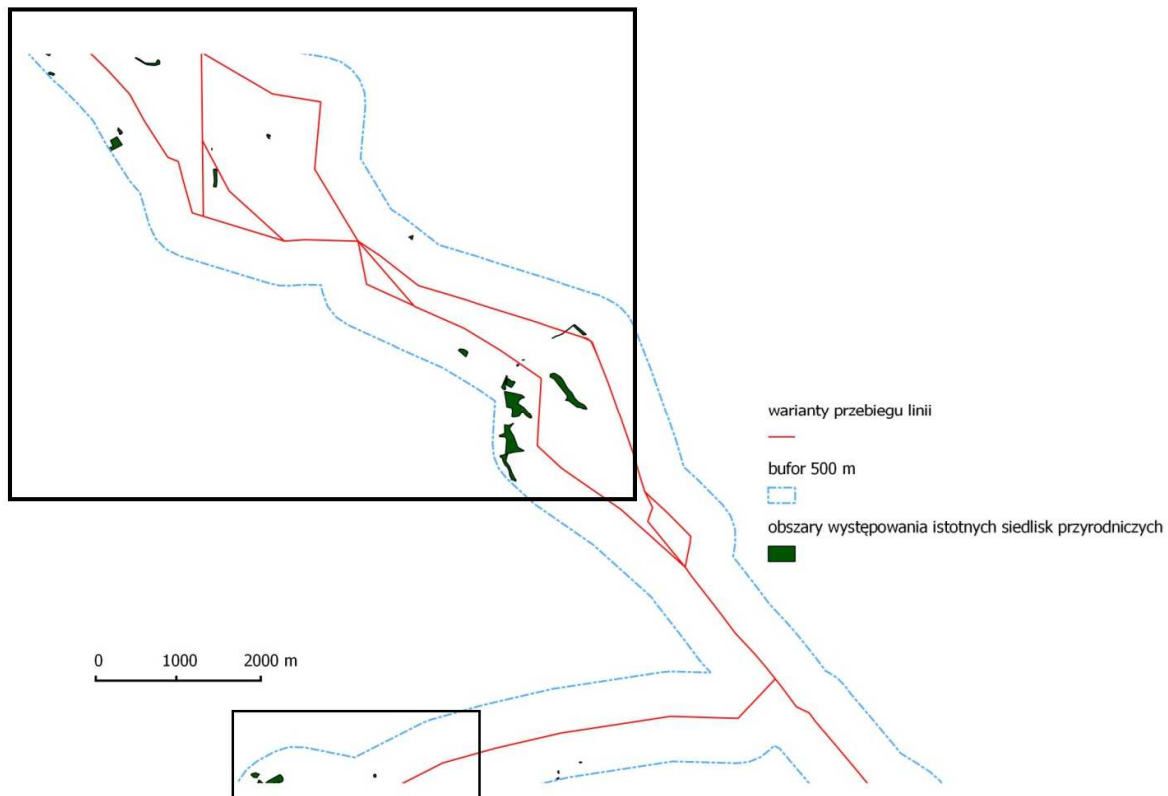 warianty przebiegu linii
bufor 500 m
obszary występowania istotnych siedlisk przyrodniczych
0 1000 2000 m